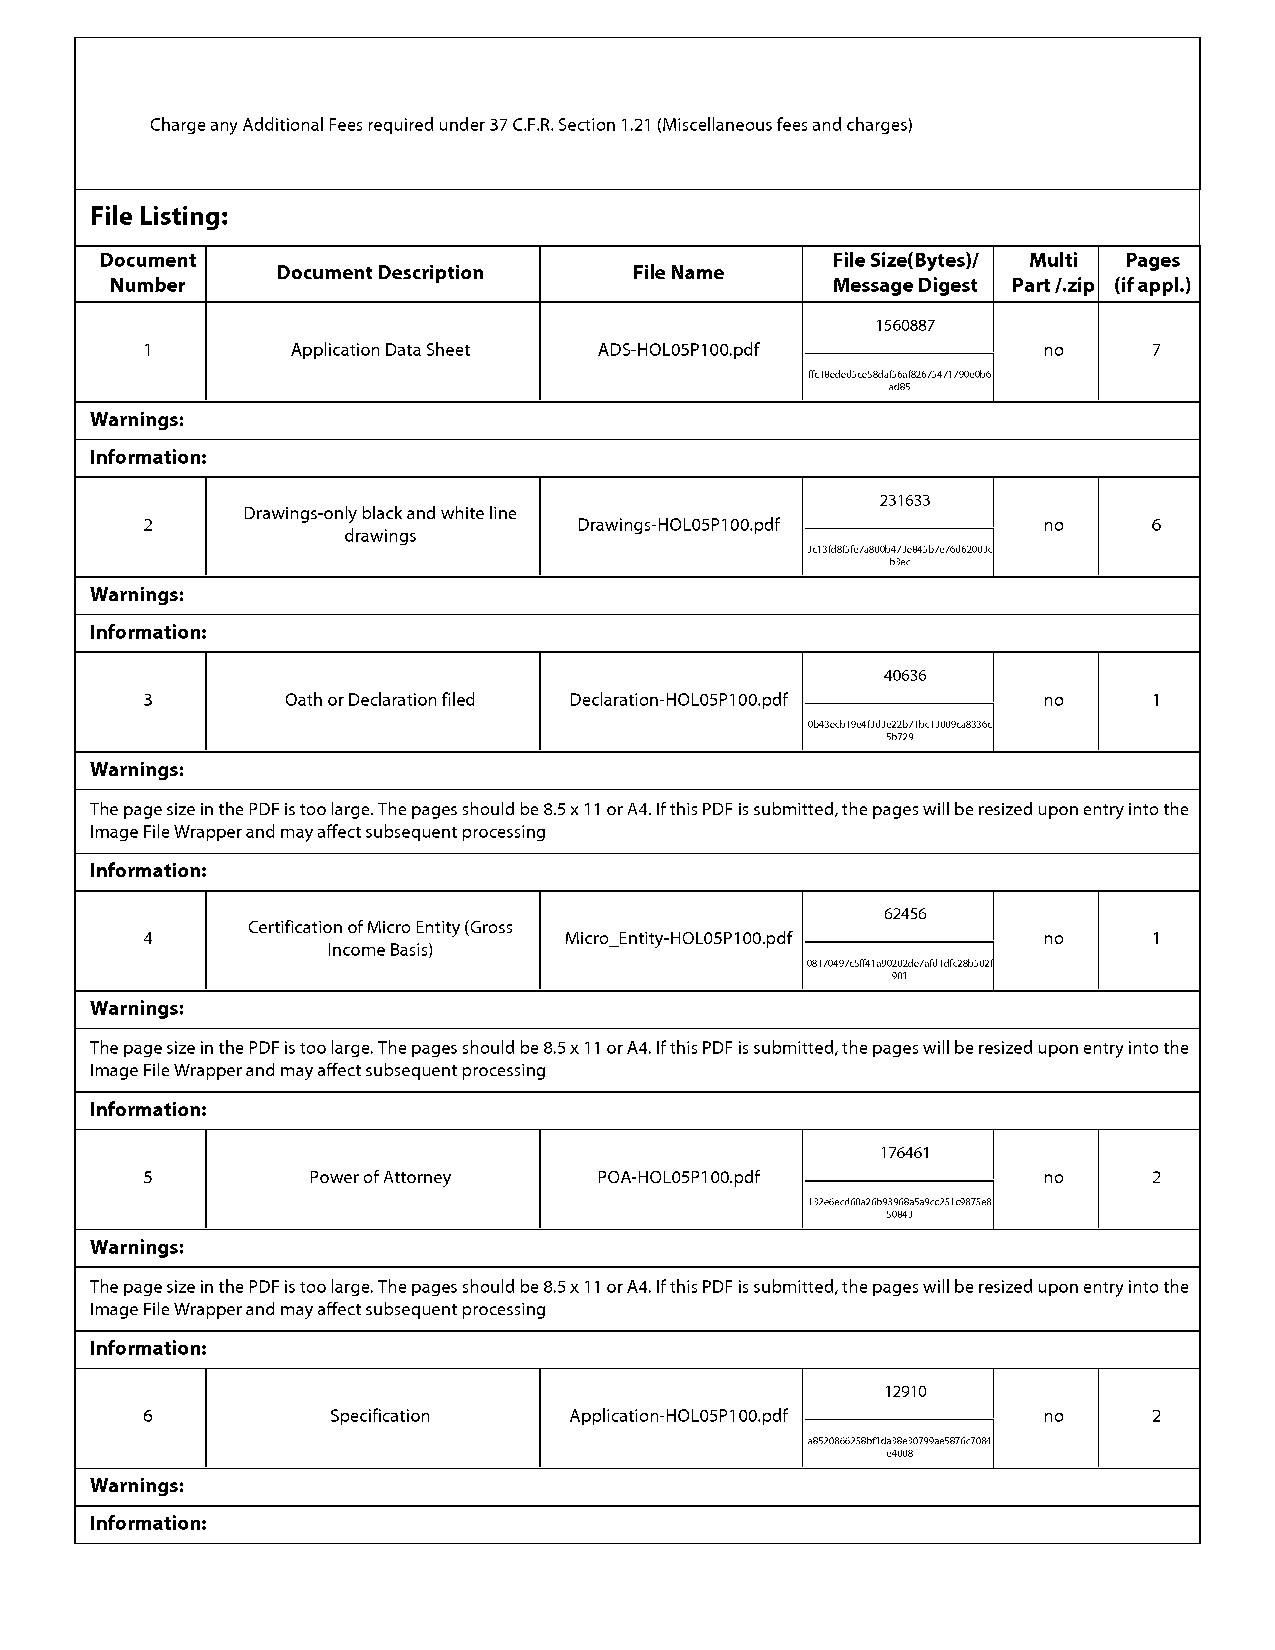 Charge any Additional Fees required under 37 C.F.R. Section 1.21 (Miscellaneous fees and charges)
File Listing:
Document Number Document Description File Name File Size(Bytes)/ Message Digest Multi Part /.zip Pages (if appl.)
1560887
1 Application Data Sheet ADS-HOL05P100.pdf no 7
ad85
Warnings:
Information:
231633
2 Drawings-only black and white line drawings Drawings-HOL05P100.pdf no 6
Warnings:
Information:
40636
3 Oath or Declaration filed Declaration-HOL05P100.pdf no 1
5b729
Warnings:
The page size in the PDF is too large. The pages should be 8.5 x 11 or A4. If this PDF is submitted, the pages will be resized upon entry into the
Image File Wrapper and may affect subsequent processing
Information:
62456
4 Certification of Micro Entity (Gross Income Basis) Micro_Entity-HOL05P100.pdf no 1
901
Warnings:
The page size in the PDF is too large. The pages should be 8.5 x 11 or A4. If this PDF is submitted, the pages will be resized upon entry into the
Image File Wrapper and may affect subsequent processing
Information:
176461
5 Power of Attorney POA-HOL05P100.pdf no 2
Warnings:
The page size in the PDF is too large. The pages should be 8.5 x 11 or A4. If this PDF is submitted, the pages will be resized upon entry into the
Image File Wrapper and may affect subsequent processing
Information:
12910
6 Specification Application-HOL05P100.pdf no 2
Warnings:
Information: